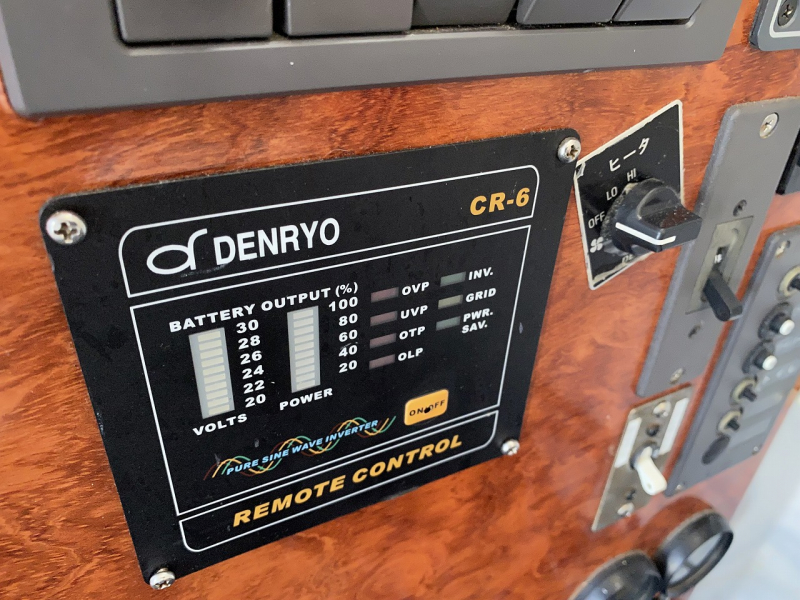 DENRYO
CR-6
BATTERY OUTPUT (%)
30 100 OVP INV.
28 80 UVP GRID
26 60 OTP PWR.
24 40 OLP SAV.
22 20
20
VOLTS POWER
ON OFF
PURE SINE WAVE INVERTER
REMOTE CONTROL
ヒータ
HI
LO
OFF